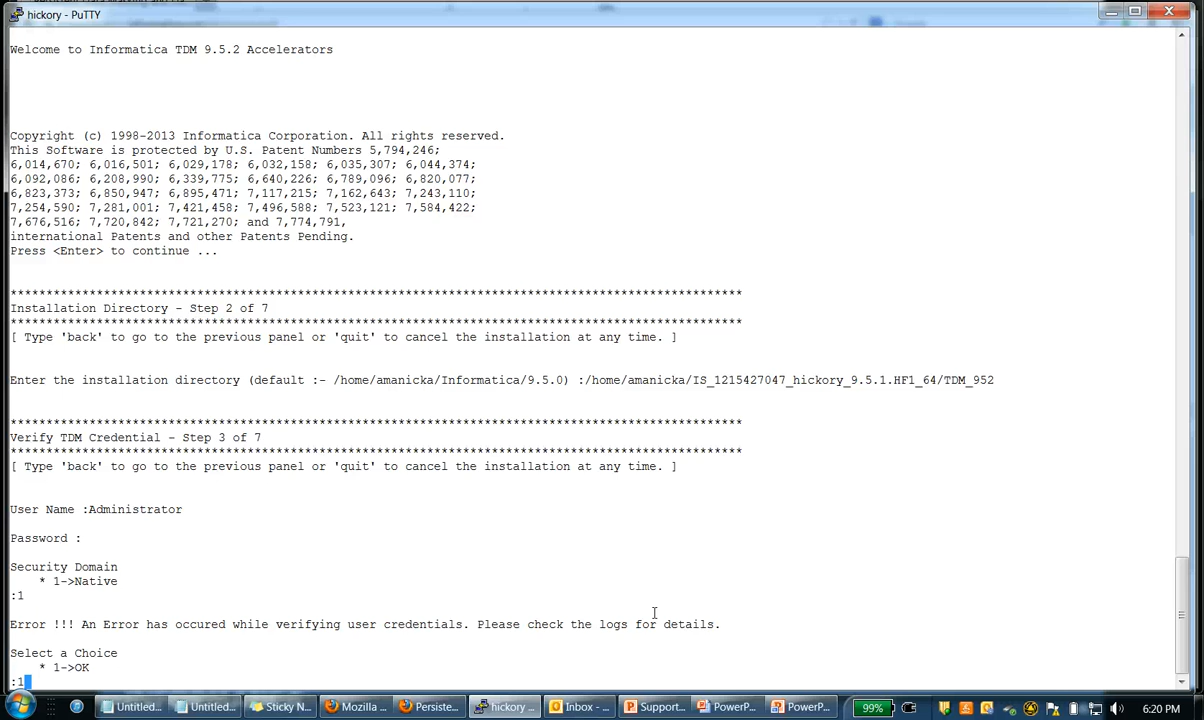 hickory - PuTTY
Welcome to Informatica TDM 9.5.2 Accelerators
Copyright (c) 1998-2013 Informatica Corporation. All rights reserved.
This Software is protected by U.S. Patent Numbers 5,794,246;
6,014,670; 6,016,501; 6,029,178; 6,032,158; 6,035,307; 6,044,374;
6,092,086; 6,208,990; 6,339,775; 6,640,226; 6,789,096; 6,820,077;
6,823,373; 6,850,947; 6,895,471; 7,117,215; 7,162,643; 7,243,110;
7,254,590; 7,281,001; 7,421,458; 7,496,588; 7,523,121; 7,584,422;
7,676,516; 7,720,842; 7,721,270; and 7,774,791,
international Patents and other Patents Pending.
Press <Enter> to continue ...
******************************************************************************************************
Installation Directory - Step 2 of 7
******************************************************************************************************
[ Type 'back' to go to the previous panel or 'quit' to cancel the installation at any time. ]
Enter the installation directory (default :- /home/amanicka/Informatica/9.5.0) :/home/amanicka/IS_1215427047_hickory_9.5.1.HF1_64/TDM_952
******************************************************************************************************
Verify TDM Credential - Step 3 of 7
******************************************************************************************************
[ Type 'back' to go to the previous panel or 'quit' to cancel the installation at any time. ]
User Name :Administrator
Password :
Security Domain
* 1->Native
:1
Error !!! An Error has occured while verifying user credentials. Please check the logs for details.
Select a Choice
* 1->OK
:1
Untitled... Untitled... Sticky N... Mozilla ... Persiste... hickory ... Inbox - ... Support... PowerP... PowerP... 99% 6:20 PM